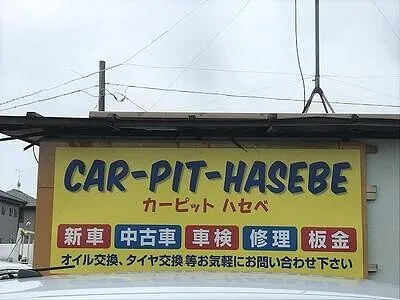 CAR-PIT-HASEBE
カーピット ハセベ
新車 中古車 車検 修理 板金
オイル交換、タイヤ交換等お気軽にお問い合わせ下さい